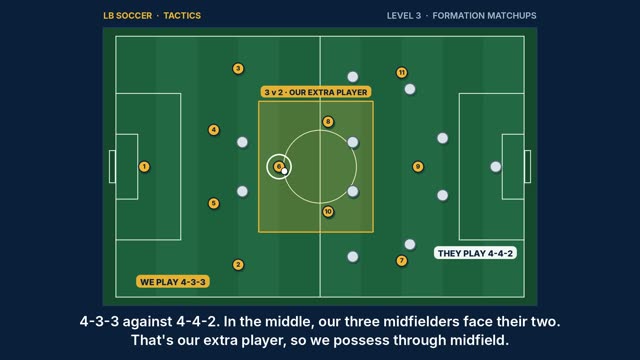 LB SOCCER · TACTICS
LEVEL 3 · FORMATION MATCHUPS
3
11
3 v 2 · OUR EXTRA PLAYER
4
8
1
6
9
5
10
2
7
THEY PLAY 4-4-2
WE PLAY 4-3-3
4-3-3 against 4-4-2. In the middle, our three midfielders face their two.
That's our extra player, so we possess through midfield.